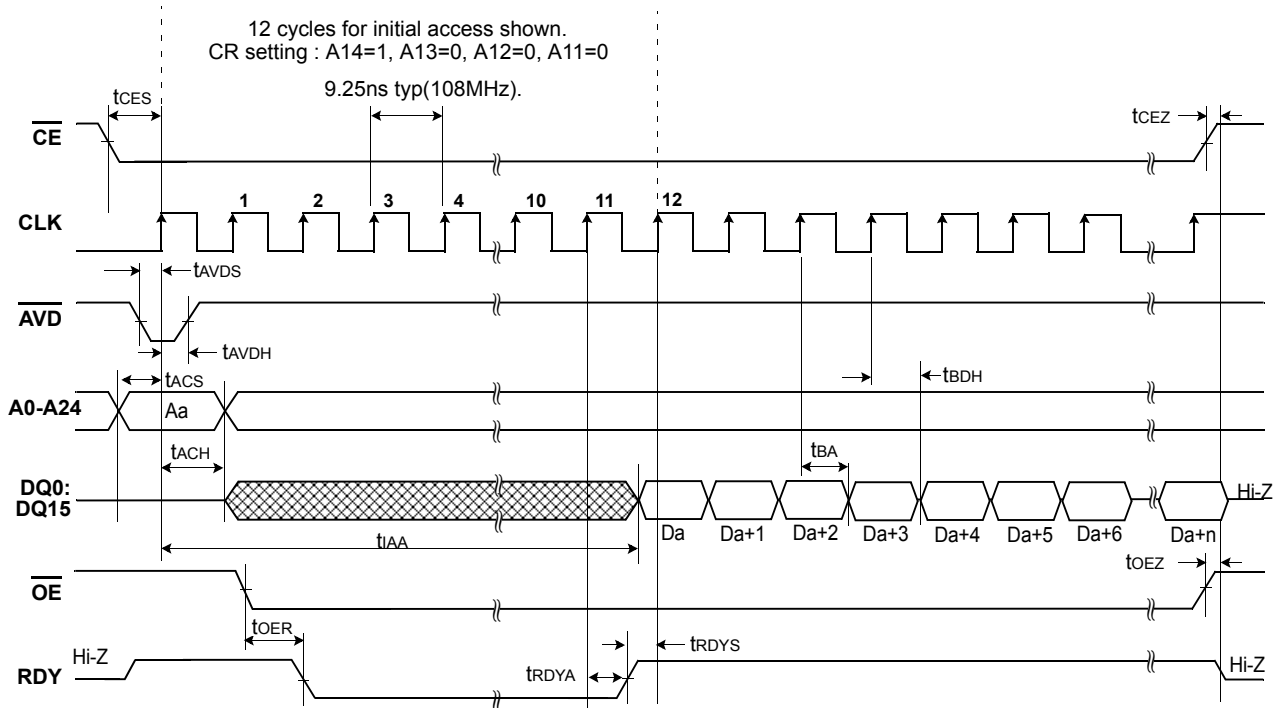 12 cycles for initial access shown.
CR setting : A14=1, A13=0, A12=0, A11=0
9.25ns typ(108MHz).
tCES
tCEZ
CE
CLK
1 2 3 4 10 11 12
tAVDS
AVD
tAVDH
tACS
tBDH
A0-A24
Aa
tACH
tBA
DQ0:
DQ15
Hi-Z
tIAA
Da Da+1 Da+2 Da+3 Da+4 Da+5 Da+6 Da+n
tOEZ
OE
tOER
tRDYS
Hi-Z
RDY
tRDYA
Hi-Z